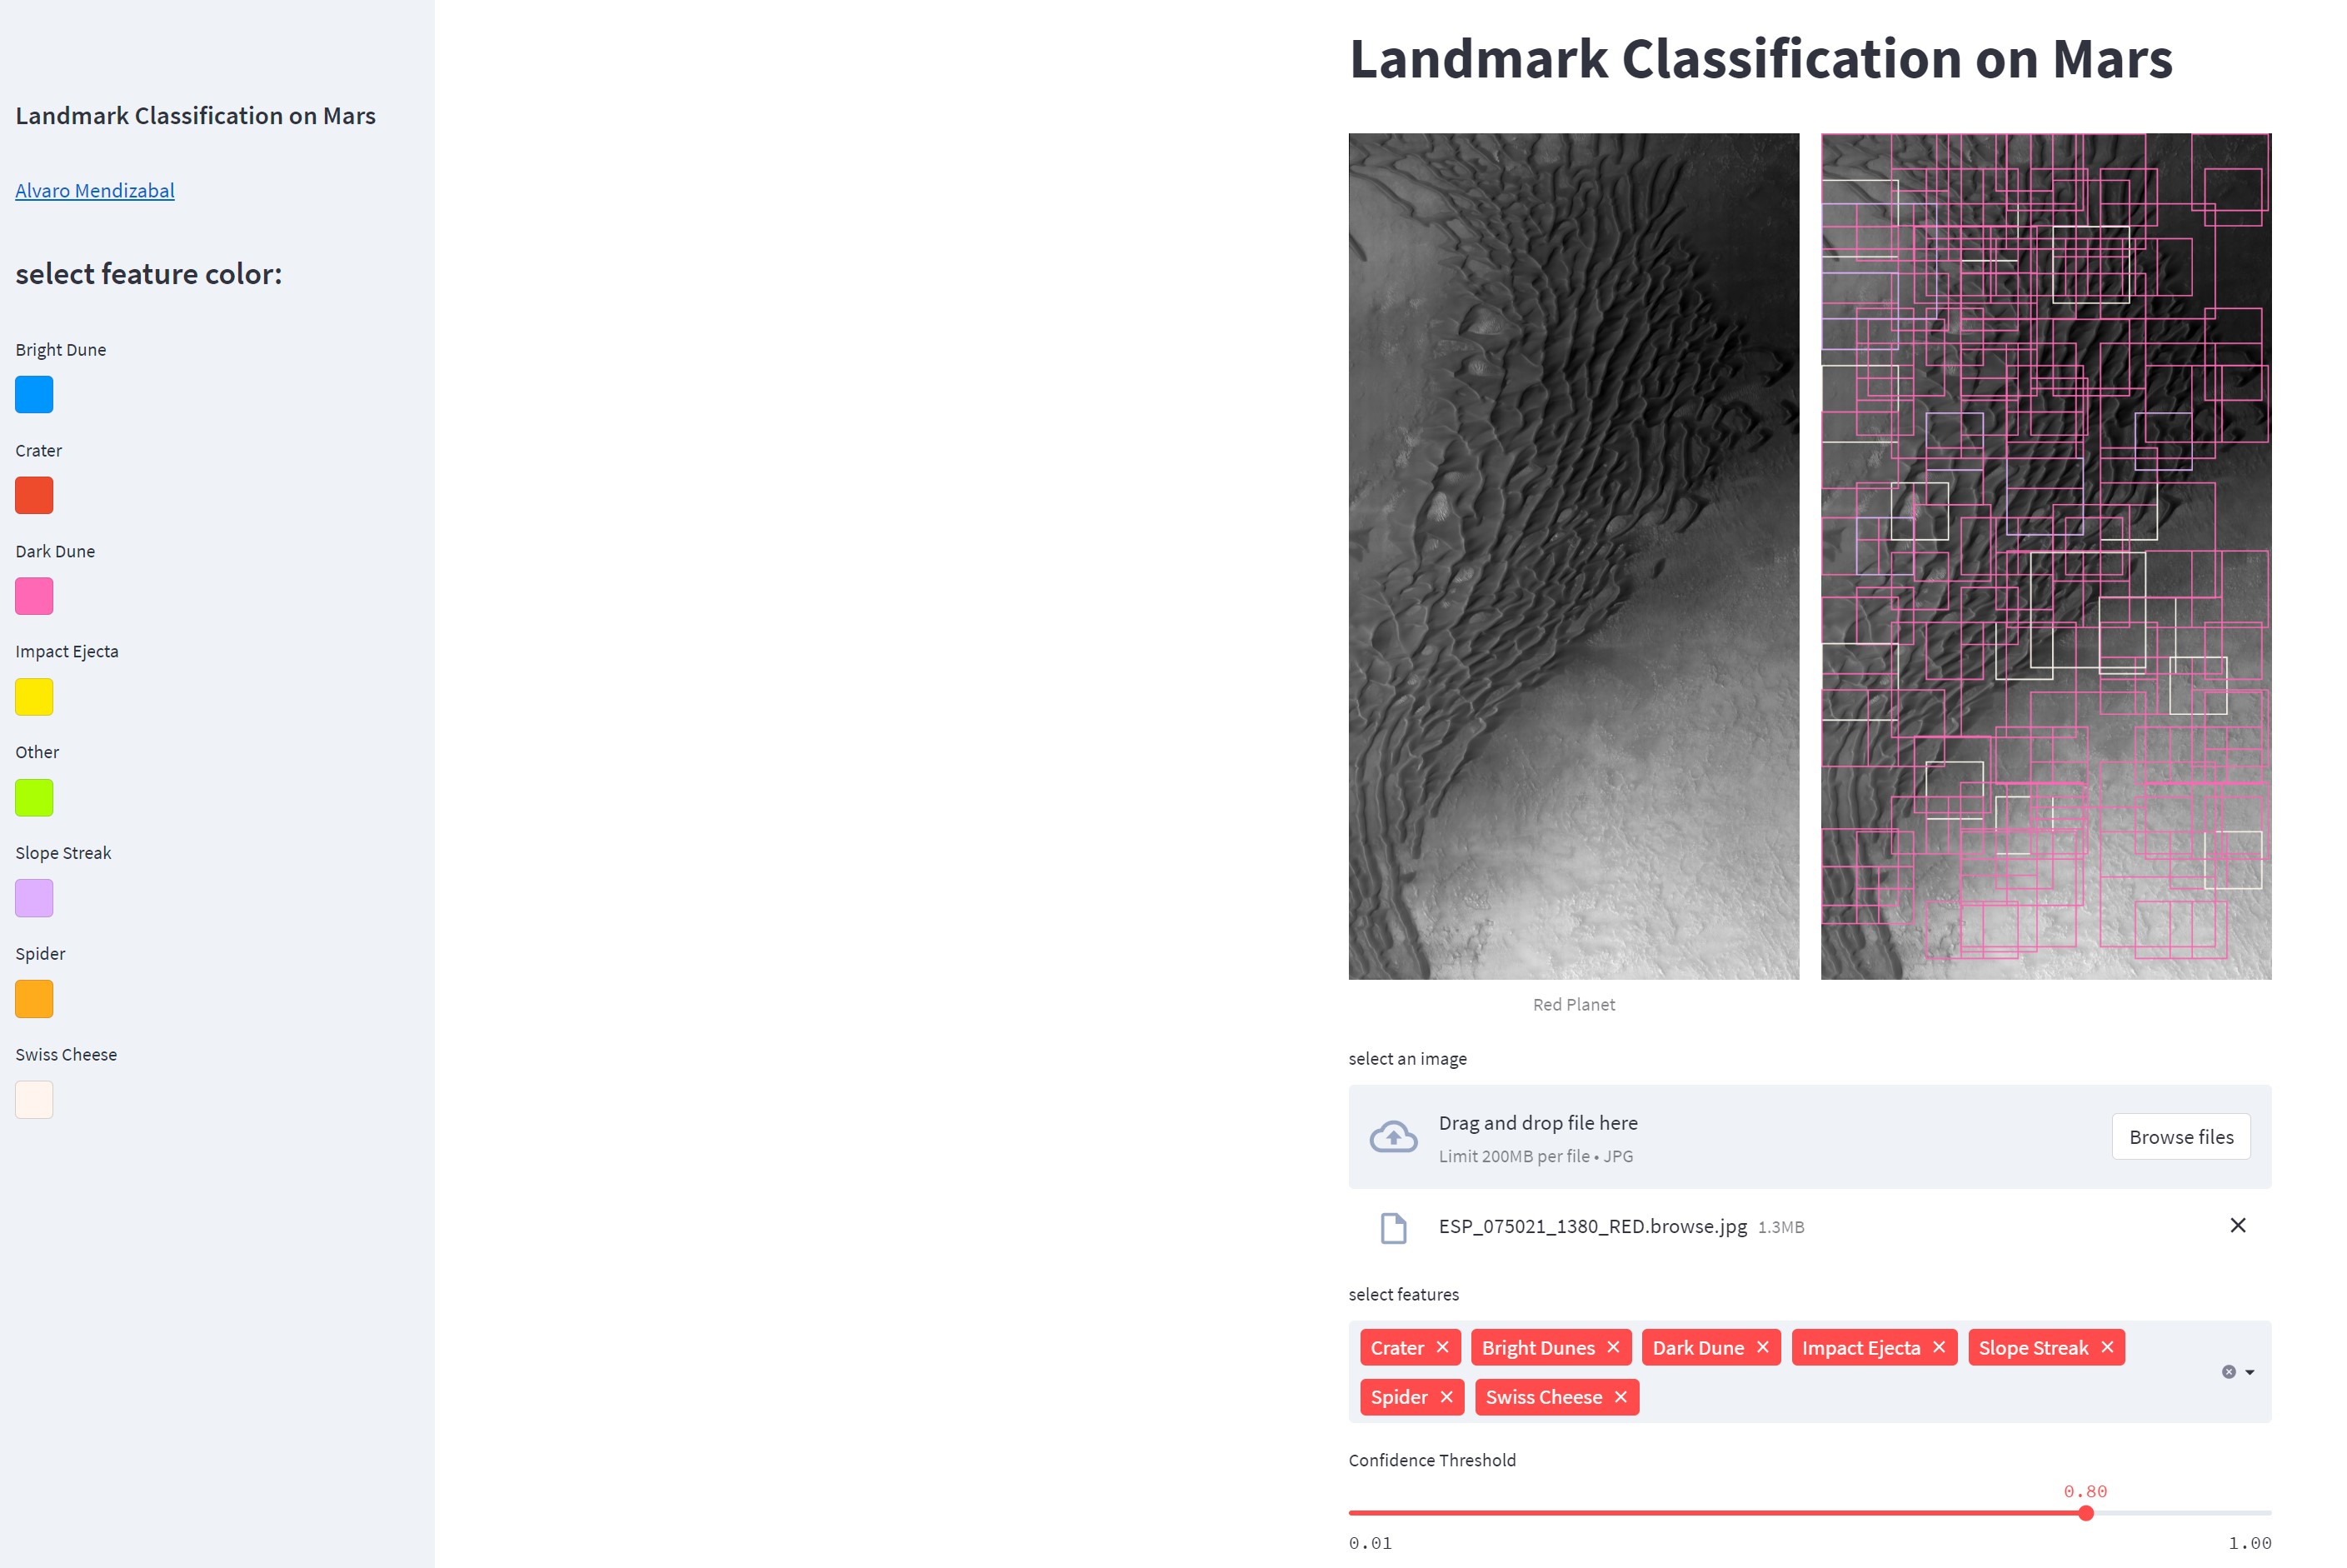 Landmark Classification on Mars
Alvaro Mendizabal
select feature color:
Bright Dune
Crater
Dark Dune
Impact Ejecta
Other
Slope Streak
Spider
Swiss Cheese
Landmark Classification on Mars
Red Planet
select an image
Drag and drop file here
Limit 200MB per file • JPG
Browse files
ESP_075021_1380_RED.browse.jpg 1.3MB
select features
Crater Bright Dunes Dark Dune Impact Ejecta Slope Streak
Spider Swiss Cheese
Confidence Threshold
0.80
0.01 1.00